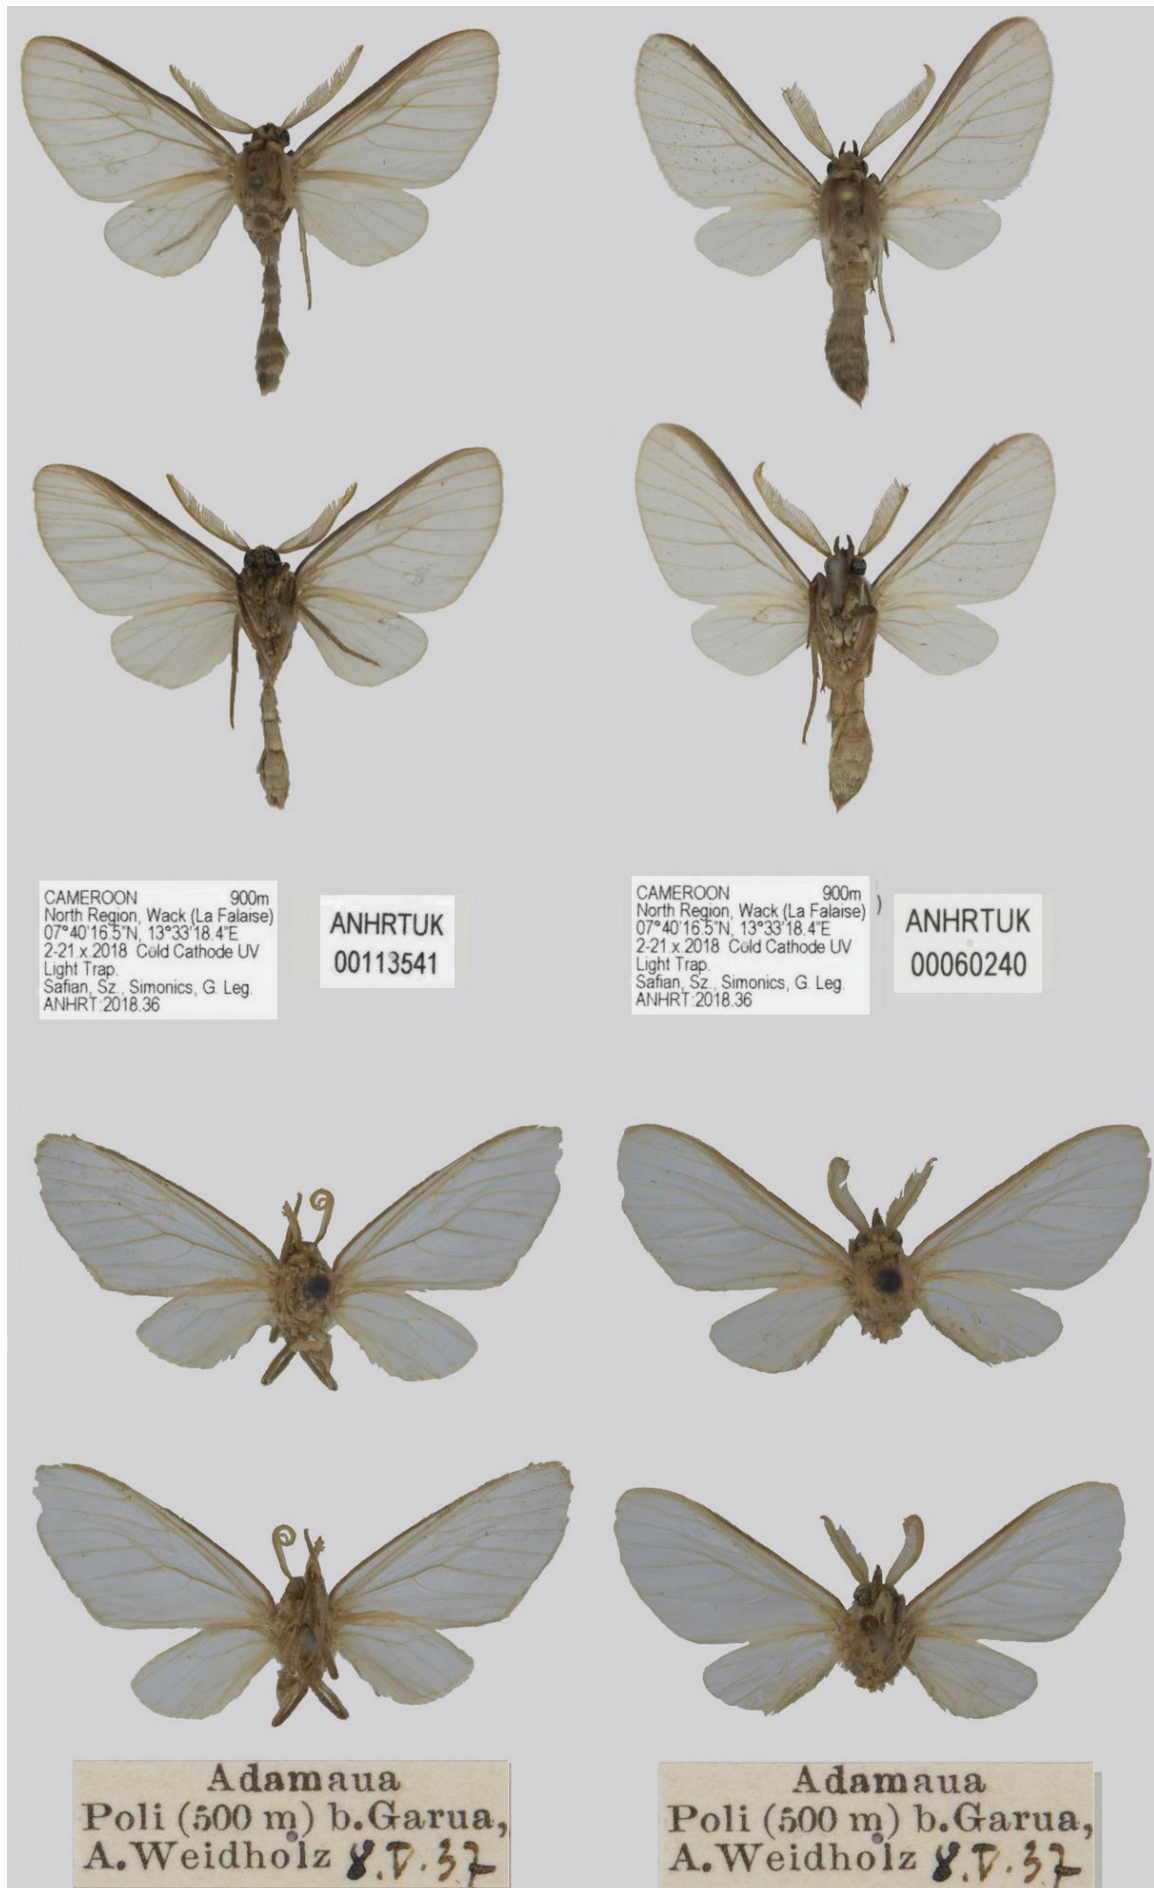 CAMEROON 900m
North Region, Wack (La Falaise)
07°40'16.5"N, 13°33'18.4"E
2-21.x.2018 Cold Cathode UV
Light Trap.
Safian, Sz., Simonics, G. Leg.
ANHRT:2018.36
ANHRTUK
00113541
CAMEROON 900m
North Region, Wack (La Falaise)
07°40'16.5"N, 13°33'18.4"E
2-21.x.2018 Cold Cathode UV
Light Trap.
Safian, Sz., Simonics, G. Leg.
ANHRT:2018.36
ANHRTUK
00060240
Adamaua
Poli (500 m) b.Garua,
A.Weidholz 8.V.37
Adamaua
Poli (500 m) b.Garua,
A.Weidholz 8.V.37